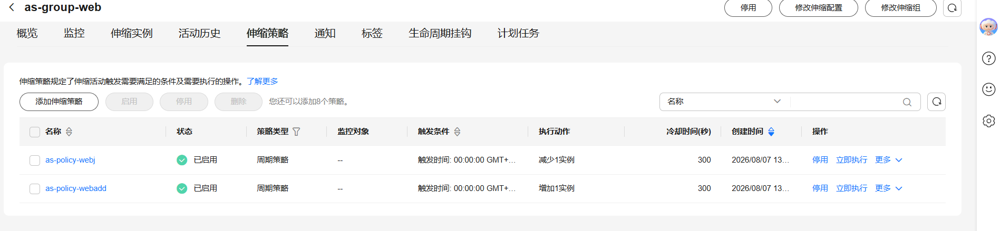 as-group-web 停用 修改伸缩配置 修改伸缩组
概览 监控 伸缩实例 活动历史 伸缩策略 通知 标签 生命周期挂钩 计划任务
伸缩策略规定了伸缩活动触发需要满足的条件及需要执行的操作。了解更多
添加伸缩策略 启用 停用 删除 您还可以添加8个策略。 名称
名称 状态 策略类型 监控对象 触发条件 执行动作 冷却时间(秒) 创建时间 操作
as-policy-webj 已启用 周期策略 -- 触发时间: 00:00:00 GMT+... 减少1实例 300 2026/08/07 13... 停用 立即执行 更多
as-policy-webadd 已启用 周期策略 -- 触发时间: 00:00:00 GMT+... 增加1实例 300 2026/08/07 13... 停用 立即执行 更多